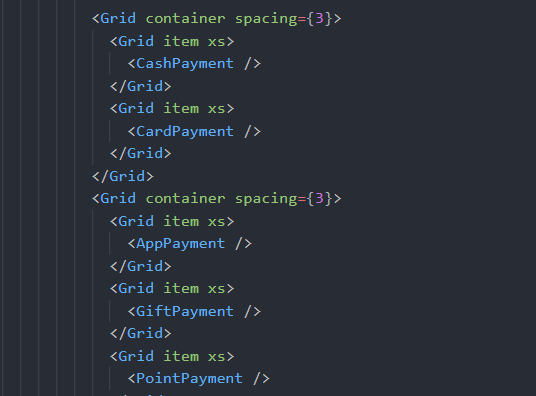 <Grid container spacing={3}>
<Grid item xs>
<CashPayment />
</Grid>
<Grid item xs>
<CardPayment />
</Grid>
</Grid>
<Grid container spacing={3}>
<Grid item xs>
<AppPayment />
</Grid>
<Grid item xs>
<GiftPayment />
</Grid>
<Grid item xs>
<PointPayment />